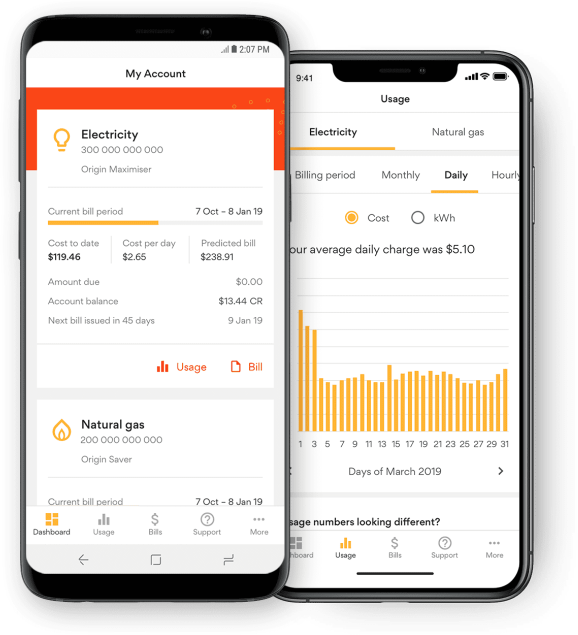 2:07 PM
My Account
Electricity
300 000 000 000
Origin Maximiser
Current bill period 7 Oct – 8 Jan 19
Cost to date Cost per day Predicted bill
$119.46 $2.65 $238.91
Amount due $0.00
Account balance $13.44 CR
Next bill issued in 45 days 9 Jan 19
Usage Bill
Natural gas
200 000 000 000
Origin Saver
Current bill period 7 Oct – 8 Jan 19
Dashboard Usage Bills Support More
9:41
Usage
Electricity Natural gas
Billing period Monthly Daily Hourly
Cost kWh
our average daily charge was $5.10
1 3 5 7 9 11 13 15 17 19 21 23 25 27 29 31
Days of March 2019
sage numbers looking different?
hboard Usage Bills Support More